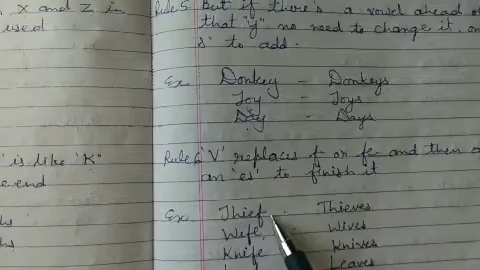 X and Z in
used
Rule 5 But if there's a vowel ahead of
that "y" no need to change it, on
"s" to add.
Ex Donkey - Donkeys
Toy - Toys
Day - Days
is like "K"
end
Rule 6 'V' replaces f or fe and then a
an 'es' to finish it
Ex Thief - Thieves
Wife, Wives
Knife Knives
Leaves